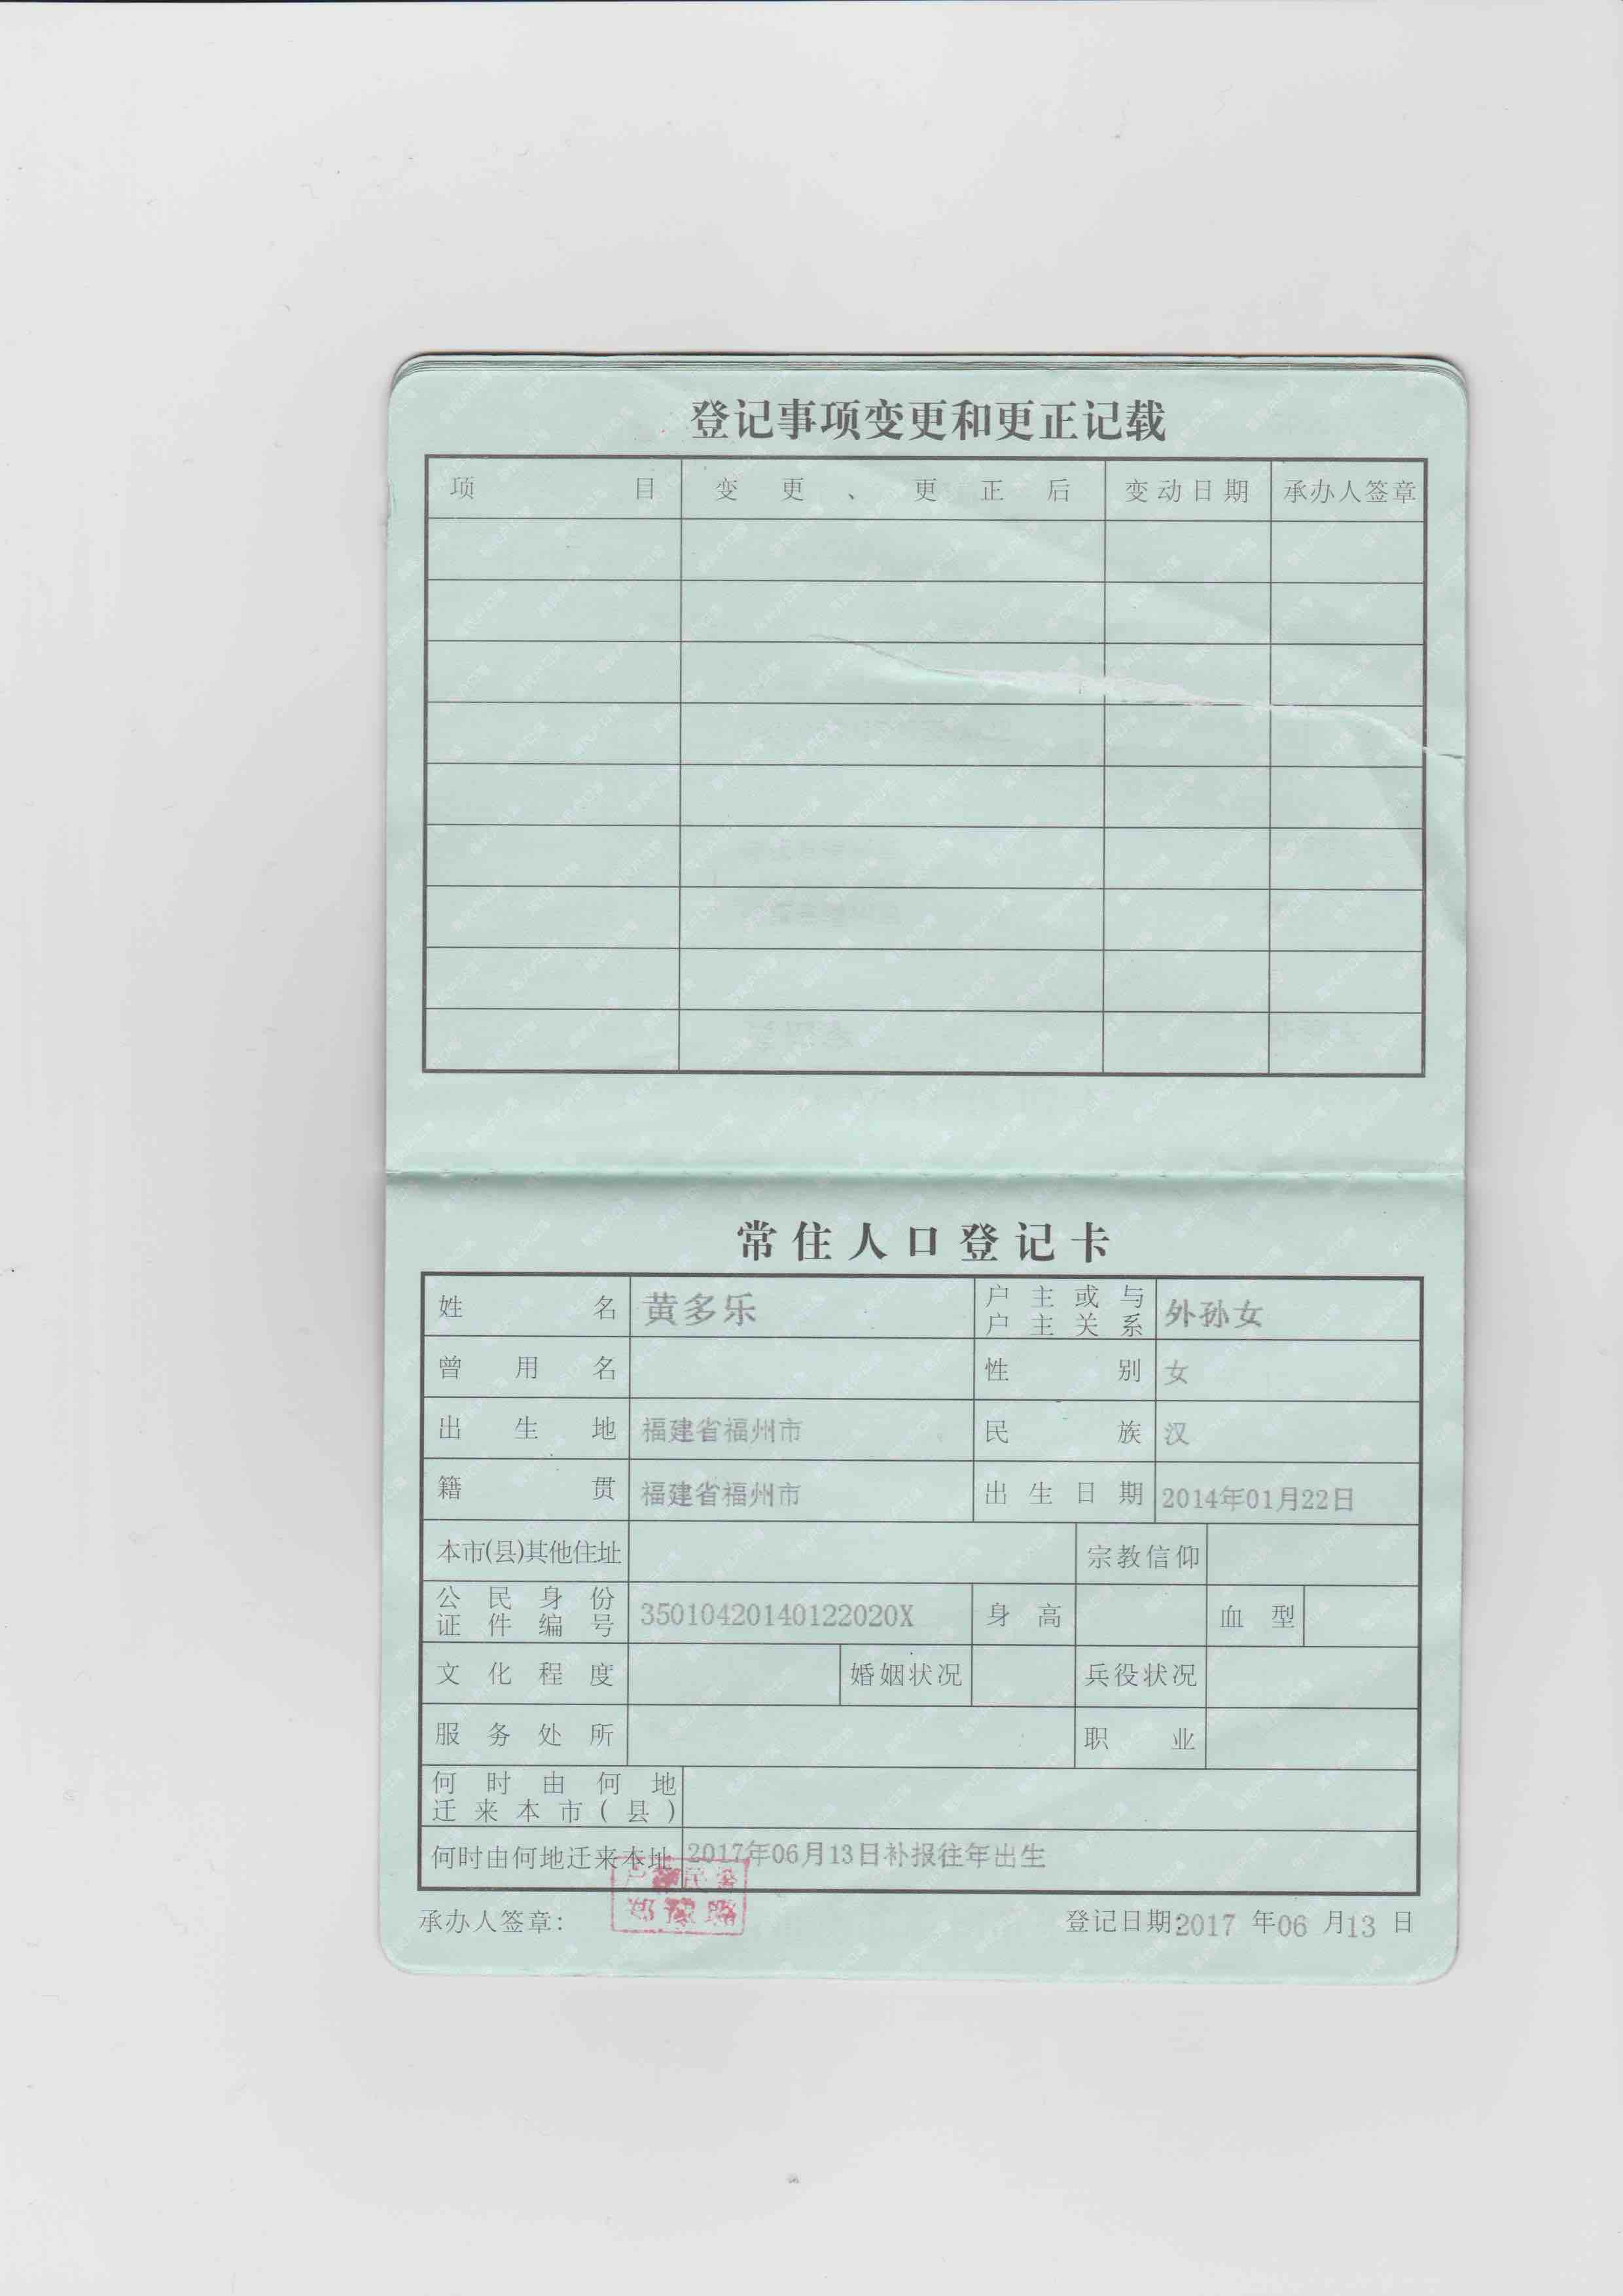 登记事项变更和更正记载
项目 变更、更正后 变动日期 承办人签章
常住人口登记卡
姓名 黄多乐 户主或与户主关系 外孙女
曾用名 性别 女
出生地 福建省福州市 民族 汉
籍贯 福建省福州市 出生日期 2014年01月22日
本市(县)其他住址 宗教信仰
公民身份证件编号 35010420140122020X 身高 血型
文化程度 婚姻状况 兵役状况
服务处所 职业
何时由何地迁来本市(县)
何时由何地迁来本址 2017年06月13日补报往年出生
承办人签章: 登记日期:2017年06月13日